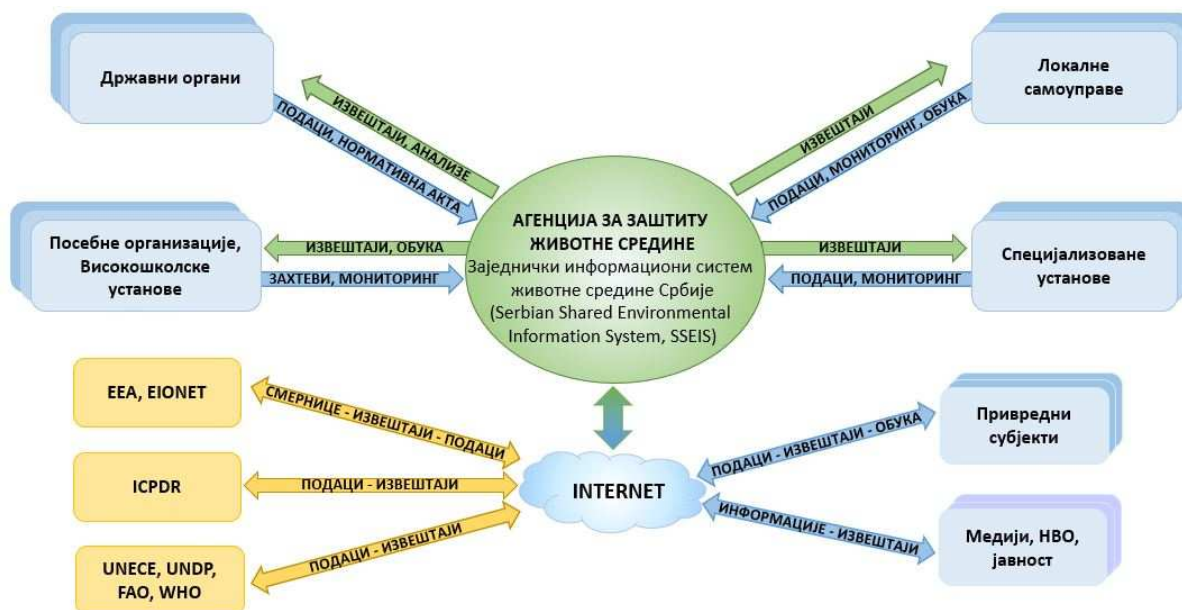 Државни органи
Локалне
самоуправе
ИЗВЕШТАЈИ, АНАЛИЗЕ
ПОДАЦИ, НОРМАТИВНА АКТА
ИЗВЕШТАЈИ
ПОДАЦИ, МОНИТОРИНГ, ОБУКА
Посебне организације,
Високошколске
установе
ИЗВЕШТАЈИ, ОБУКА
ЗАХТЕВИ, МОНИТОРИНГ
АГЕНЦИЈА ЗА ЗАШТИТУ
ЖИВОТНЕ СРЕДИНЕ
Заједнички информациони систем
животне средине Србије
(Serbian Shared Environmental
Information System, SSEIS)
ИЗВЕШТАЈИ
ПОДАЦИ, МОНИТОРИНГ
Специјализоване
установе
EEA, EIONET
СМЕРНИЦЕ - ИЗВЕШТАЈИ - ПОДАЦИ
ICPDR
ПОДАЦИ - ИЗВЕШТАЈИ
UNECE, UNDP,
FAO, WHO
ПОДАЦИ - ИЗВЕШТАЈИ
INTERNET
ПОДАЦИ - ИЗВЕШТАЈИ - ОБУКА
Привредни
субјекти
ИНФОРМАЦИЈЕ - ИЗВЕШТАЈИ
Медији, НВО,
јавност